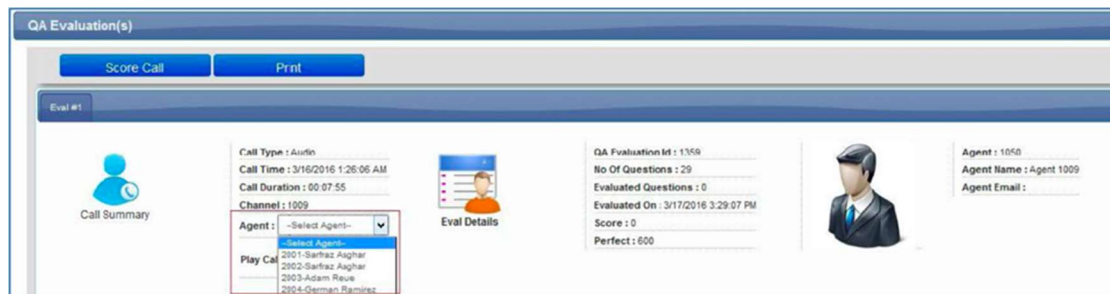 QA Evaluation(s)
Score Call
Print
Eval #1
Call Summary
Call Type : Audio
Call Time : 3/16/2016 1:26:06 AM
Call Duration : 00:07:55
Channel : 1009
Agent : --Select Agent--
--Select Agent--
2001-Sarfraz Asghar
2002-Sarfraz Asghar
2003-Adam Reue
2004-German Ramirez
Play Cal
Eval Details
QA Evaluation Id : 1359
No Of Questions : 29
Evaluated Questions : 0
Evaluated On : 3/17/2016 3:29:07 PM
Score : 0
Perfect : 600
Agent : 1050
Agent Name : Agent 1009
Agent Email :